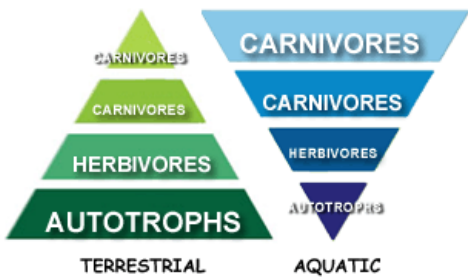 CARNIVORES
CARNIVORES
HERBIVORES
AUTOTROPHS
TERRESTRIAL
CARNIVORES
CARNIVORES
HERBIVORES
AUTOTROPHS
AQUATIC